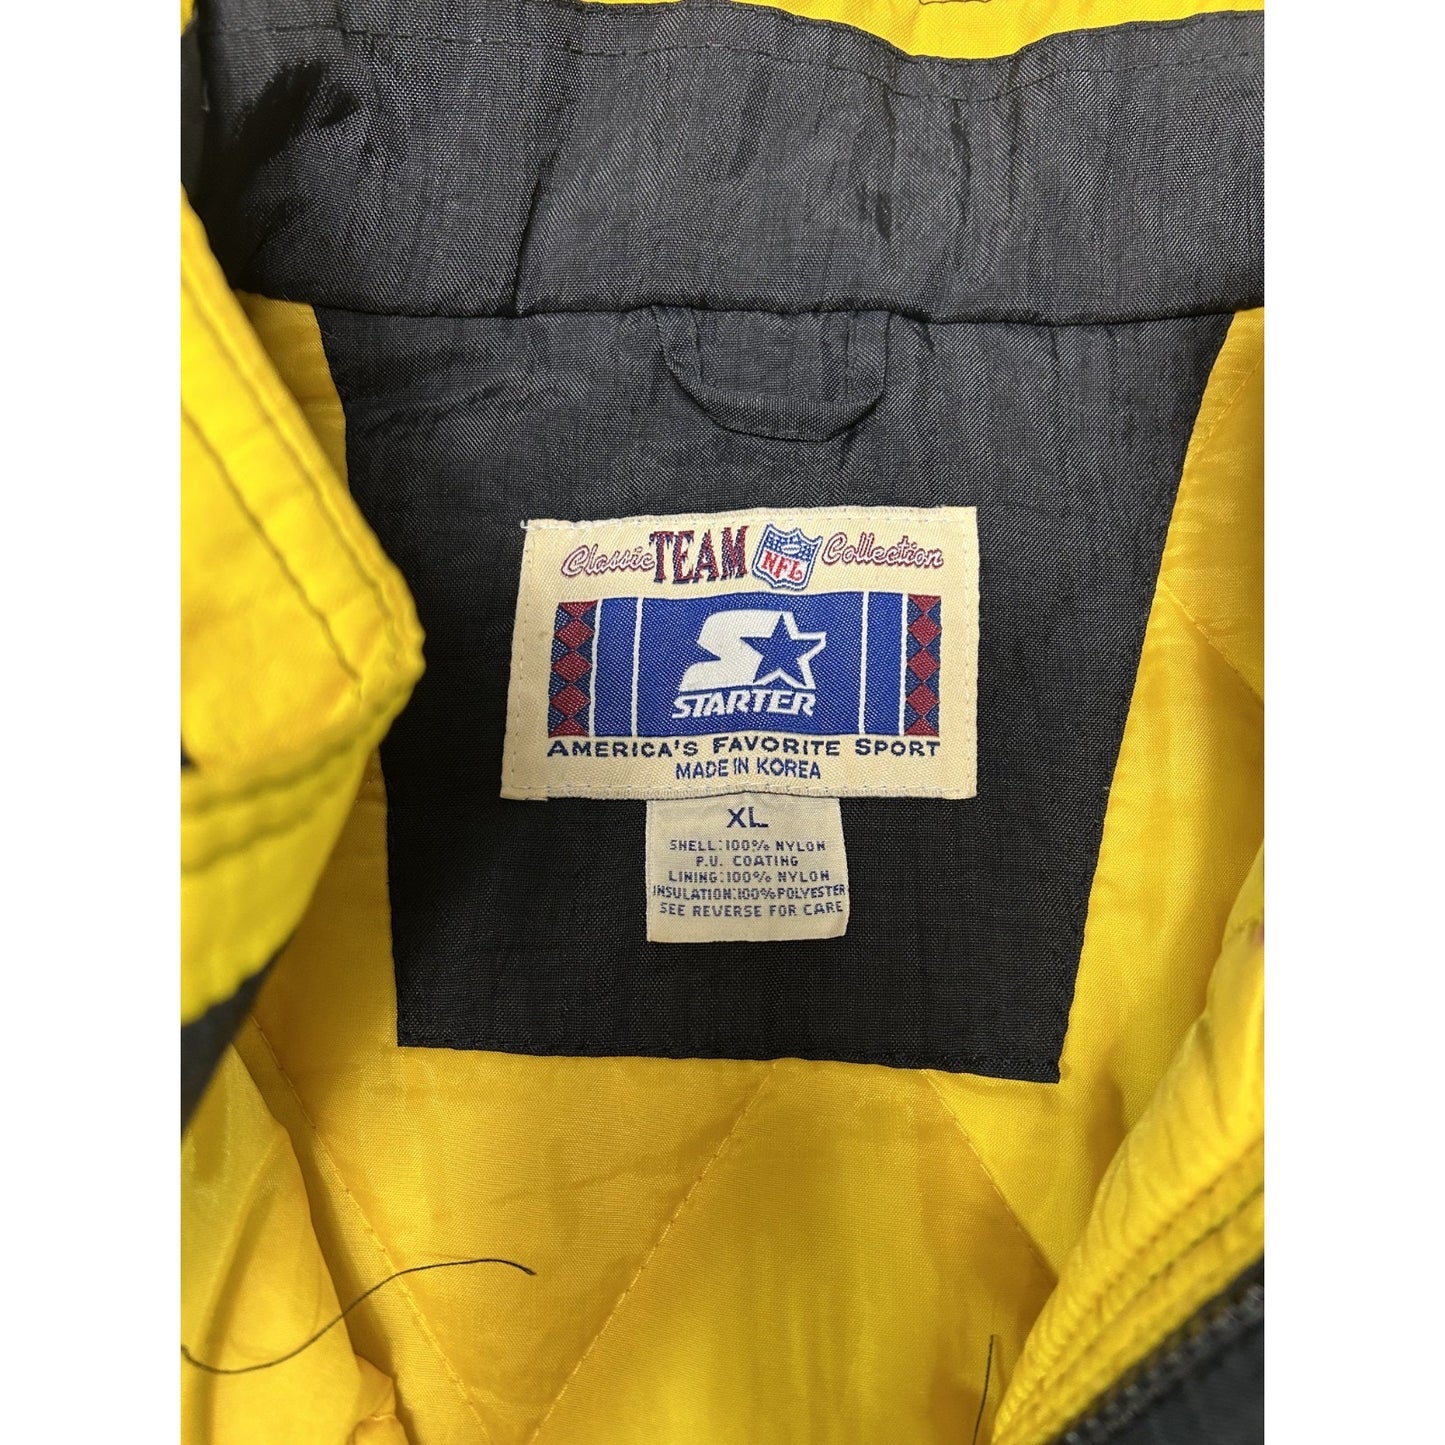 Classic TEAM NFL Collection
STARTER
AMERICA'S FAVORITE SPORT
MADE IN KOREA
XL
SHELL:100% NYLON
P.U. COATING
LINING:100% NYLON
INSULATION:100%POLYESTER
SEE REVERSE FOR CARE